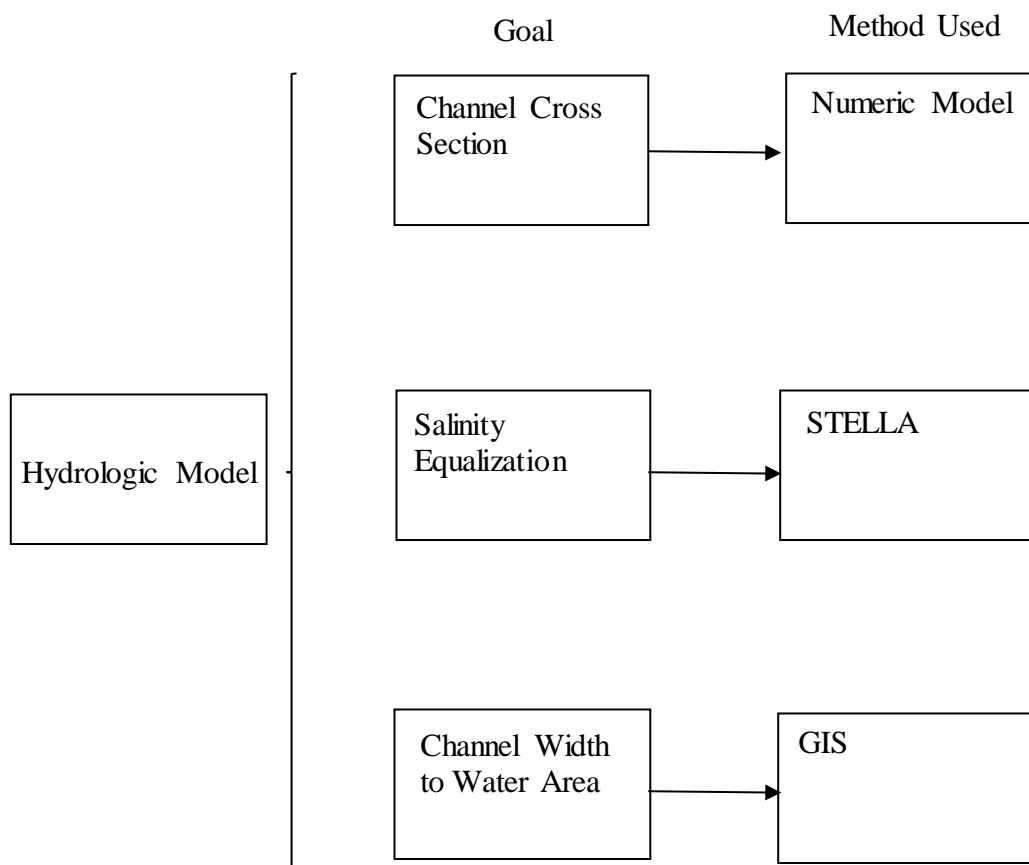 Goal
Method Used
Channel Cross
Section
Numeric Model
Hydrologic Model
Salinity
Equalization
STELLA
Channel Width
to Water Area
GIS